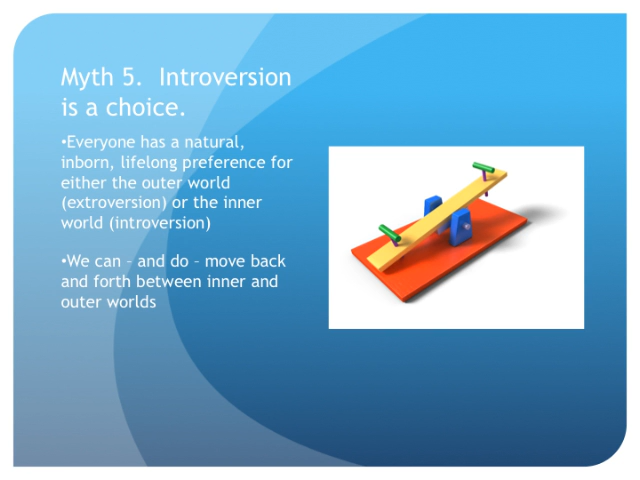 Myth 5.  Introversion
is a choice.
•Everyone has a natural,
inborn, lifelong preference for
either the outer world
(extroversion) or the inner
world (introversion)
•We can – and do – move back
and forth between inner and
outer worlds